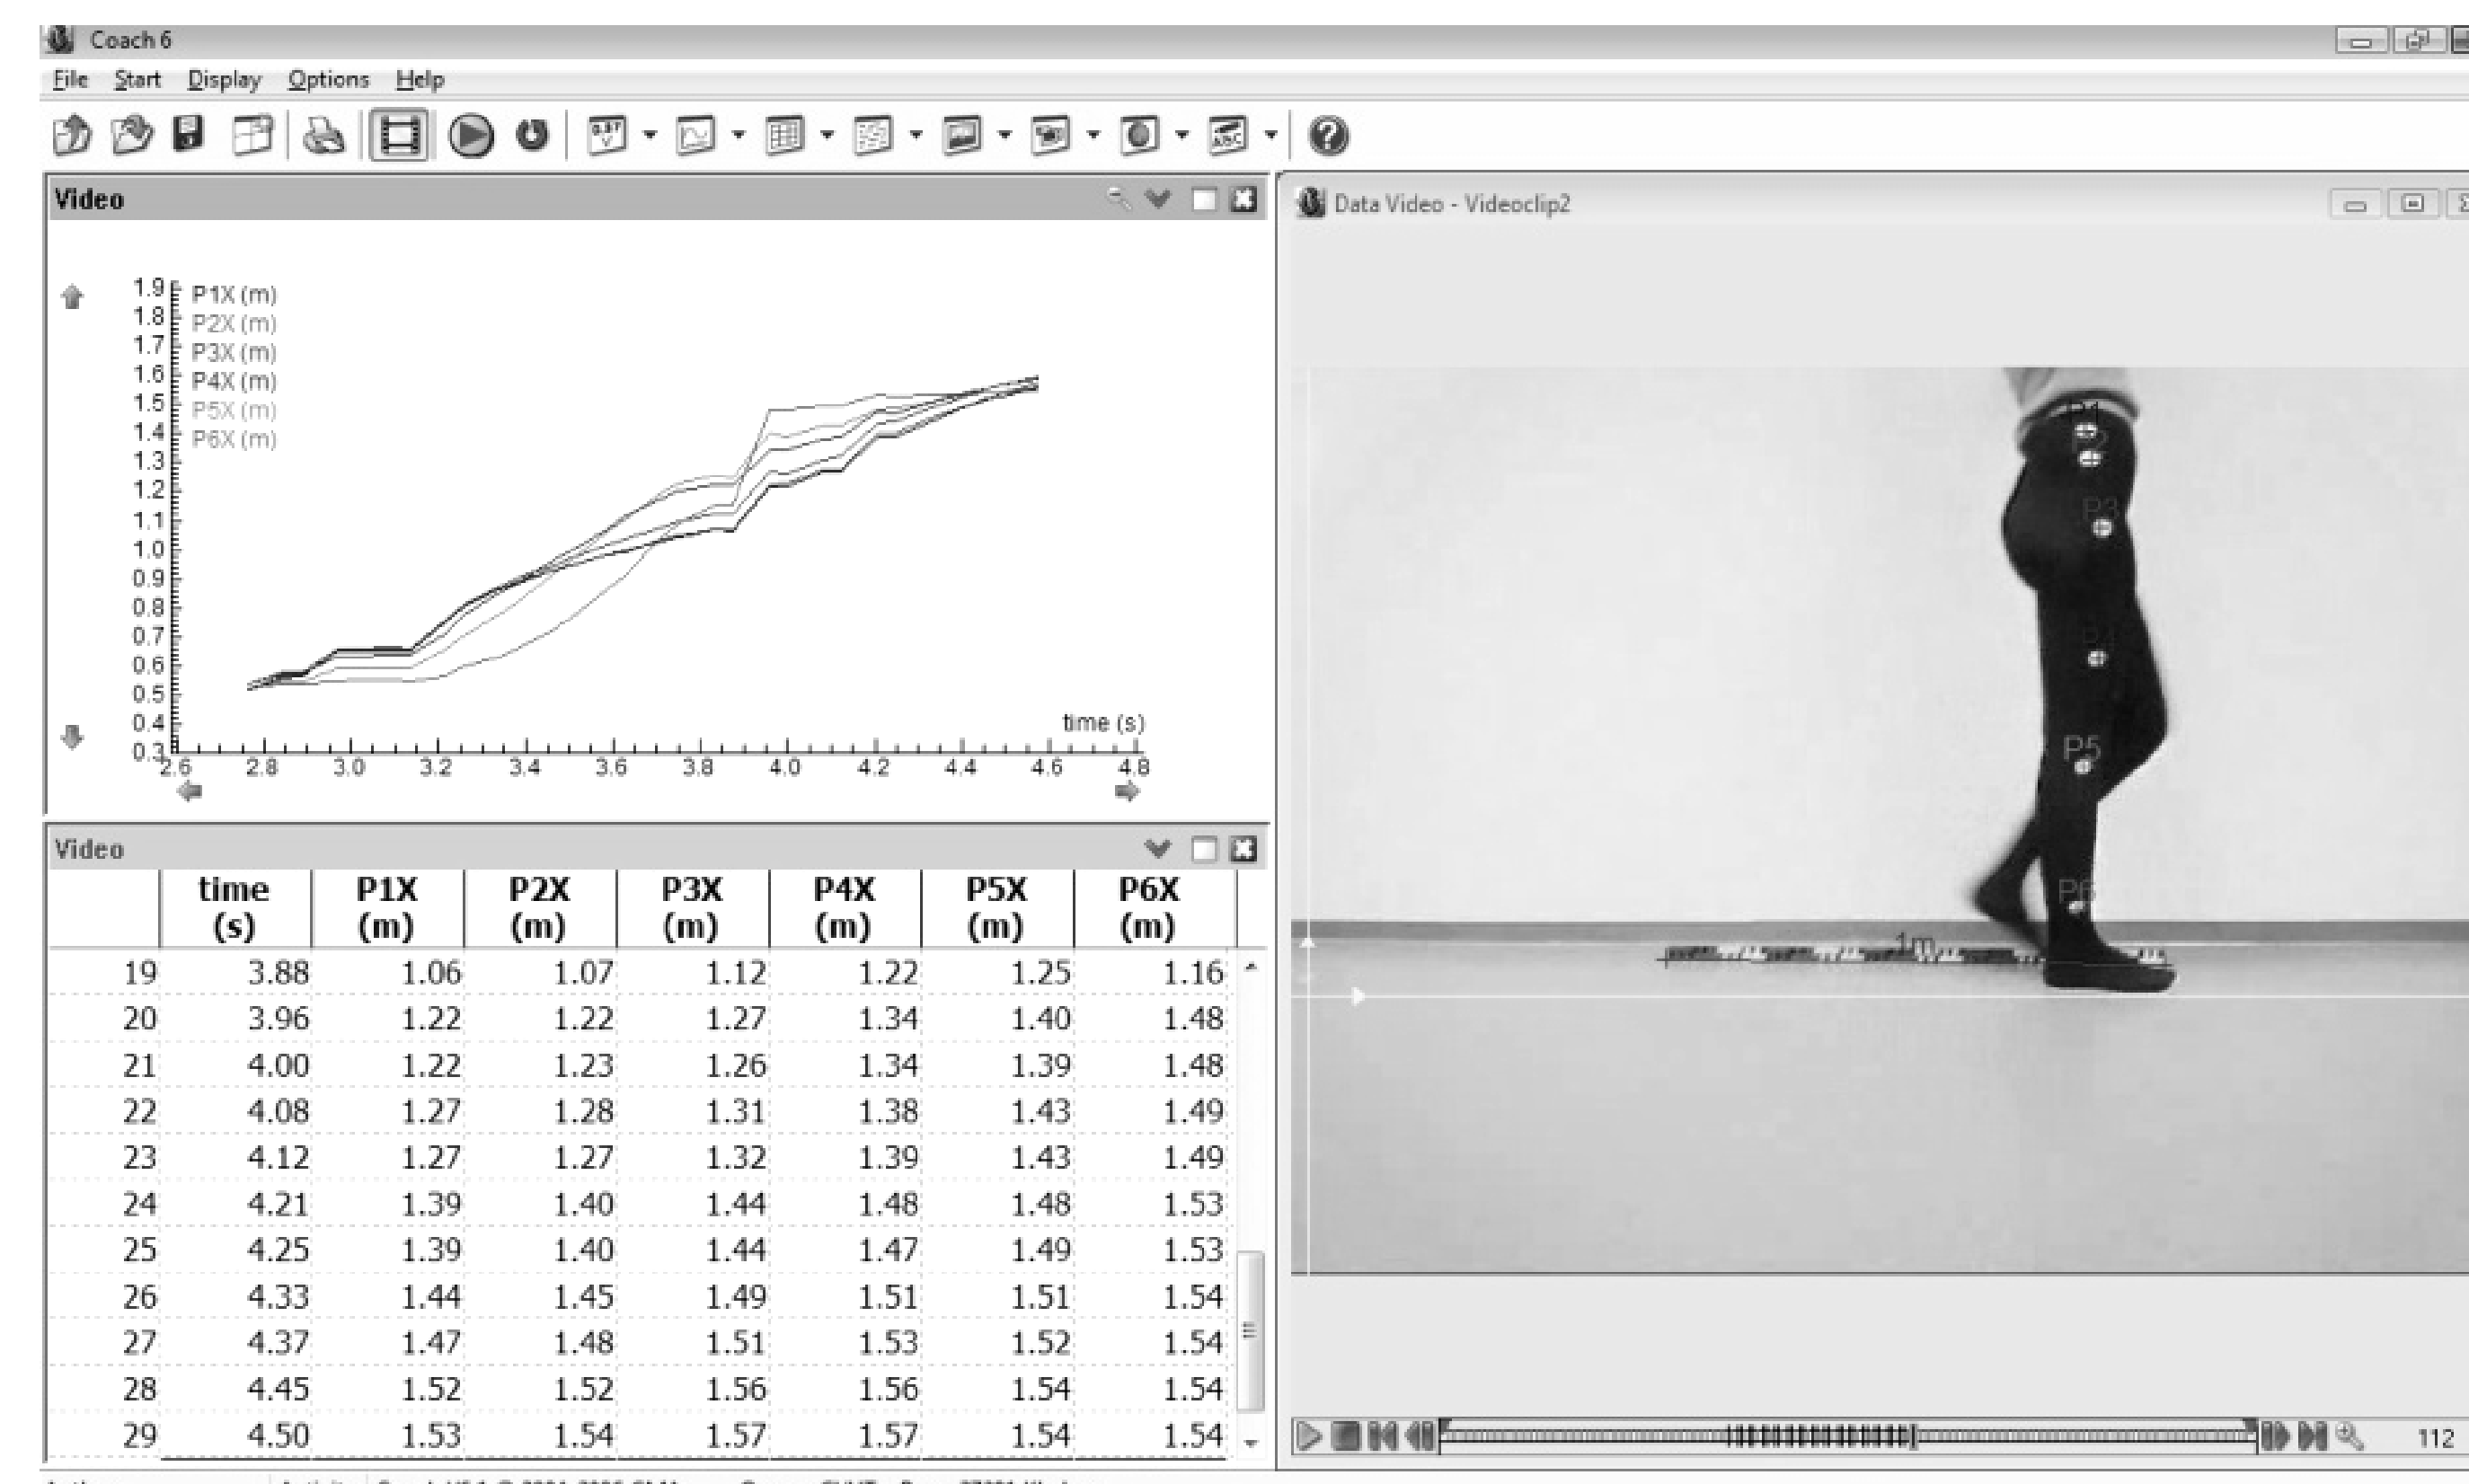 Coach 6
File Start Display Options Help
Video
1.9 P1X (m)
1.8 P2X (m)
1.7 P3X (m)
1.6 P4X (m)
1.5 P5X (m)
1.4 P6X (m)
1.3
1.2
1.1
1.0
0.9
0.8
0.7
0.6
0.5
0.4
0.3
time (s)
2.6 2.8 3.0 3.2 3.4 3.6 3.8 4.0 4.2 4.4 4.6 4.8
Video
time (s) P1X (m) P2X (m) P3X (m) P4X (m) P5X (m) P6X (m)
19 3.88 1.06 1.07 1.12 1.22 1.25 1.16
20 3.96 1.22 1.22 1.27 1.34 1.40 1.48
21 4.00 1.22 1.23 1.26 1.34 1.39 1.48
22 4.08 1.27 1.28 1.31 1.38 1.43 1.49
23 4.12 1.27 1.27 1.32 1.39 1.43 1.49
24 4.21 1.39 1.40 1.44 1.48 1.48 1.53
25 4.25 1.39 1.40 1.44 1.47 1.49 1.53
26 4.33 1.44 1.45 1.49 1.51 1.51 1.54
27 4.37 1.47 1.48 1.51 1.53 1.52 1.54
28 4.45 1.52 1.52 1.56 1.56 1.54 1.54
29 4.50 1.53 1.54 1.57 1.57 1.54 1.54
Data Video - Videoclip2
P1
P2
P3
P5
P6
1m
112